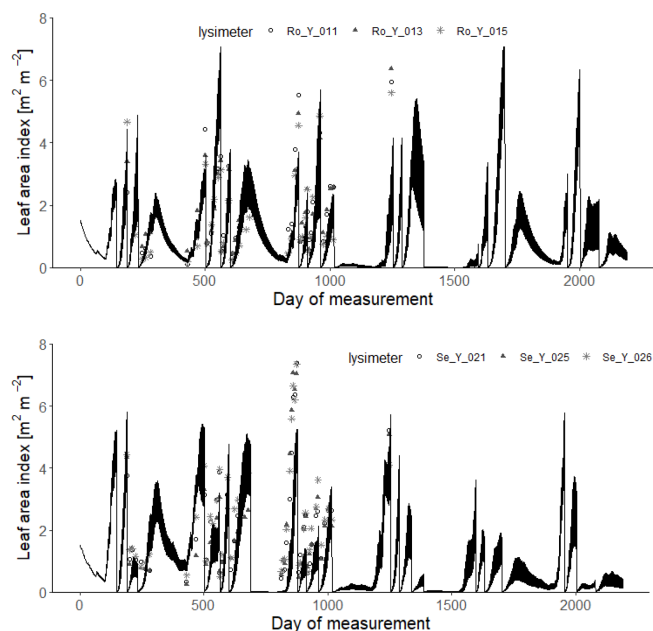 8
lysimeter ○ Ro_Y_011 ▲ Ro_Y_013 ✳ Ro_Y_015
6
4
2
0
Leaf area index [m² m⁻²]
0 500 1000 1500 2000
Day of measurement
8
lysimeter ○ Se_Y_021 ▲ Se_Y_025 ✳ Se_Y_026
6
4
2
0
Leaf area index [m² m⁻²]
0 500 1000 1500 2000
Day of measurement